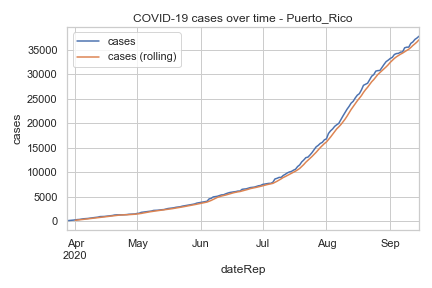 COVID-19 cases over time - Puerto_Rico
cases
cases (rolling)
35000
30000
25000
20000
15000
10000
5000
0
cases
Apr May Jun Jul Aug Sep
2020
dateRep